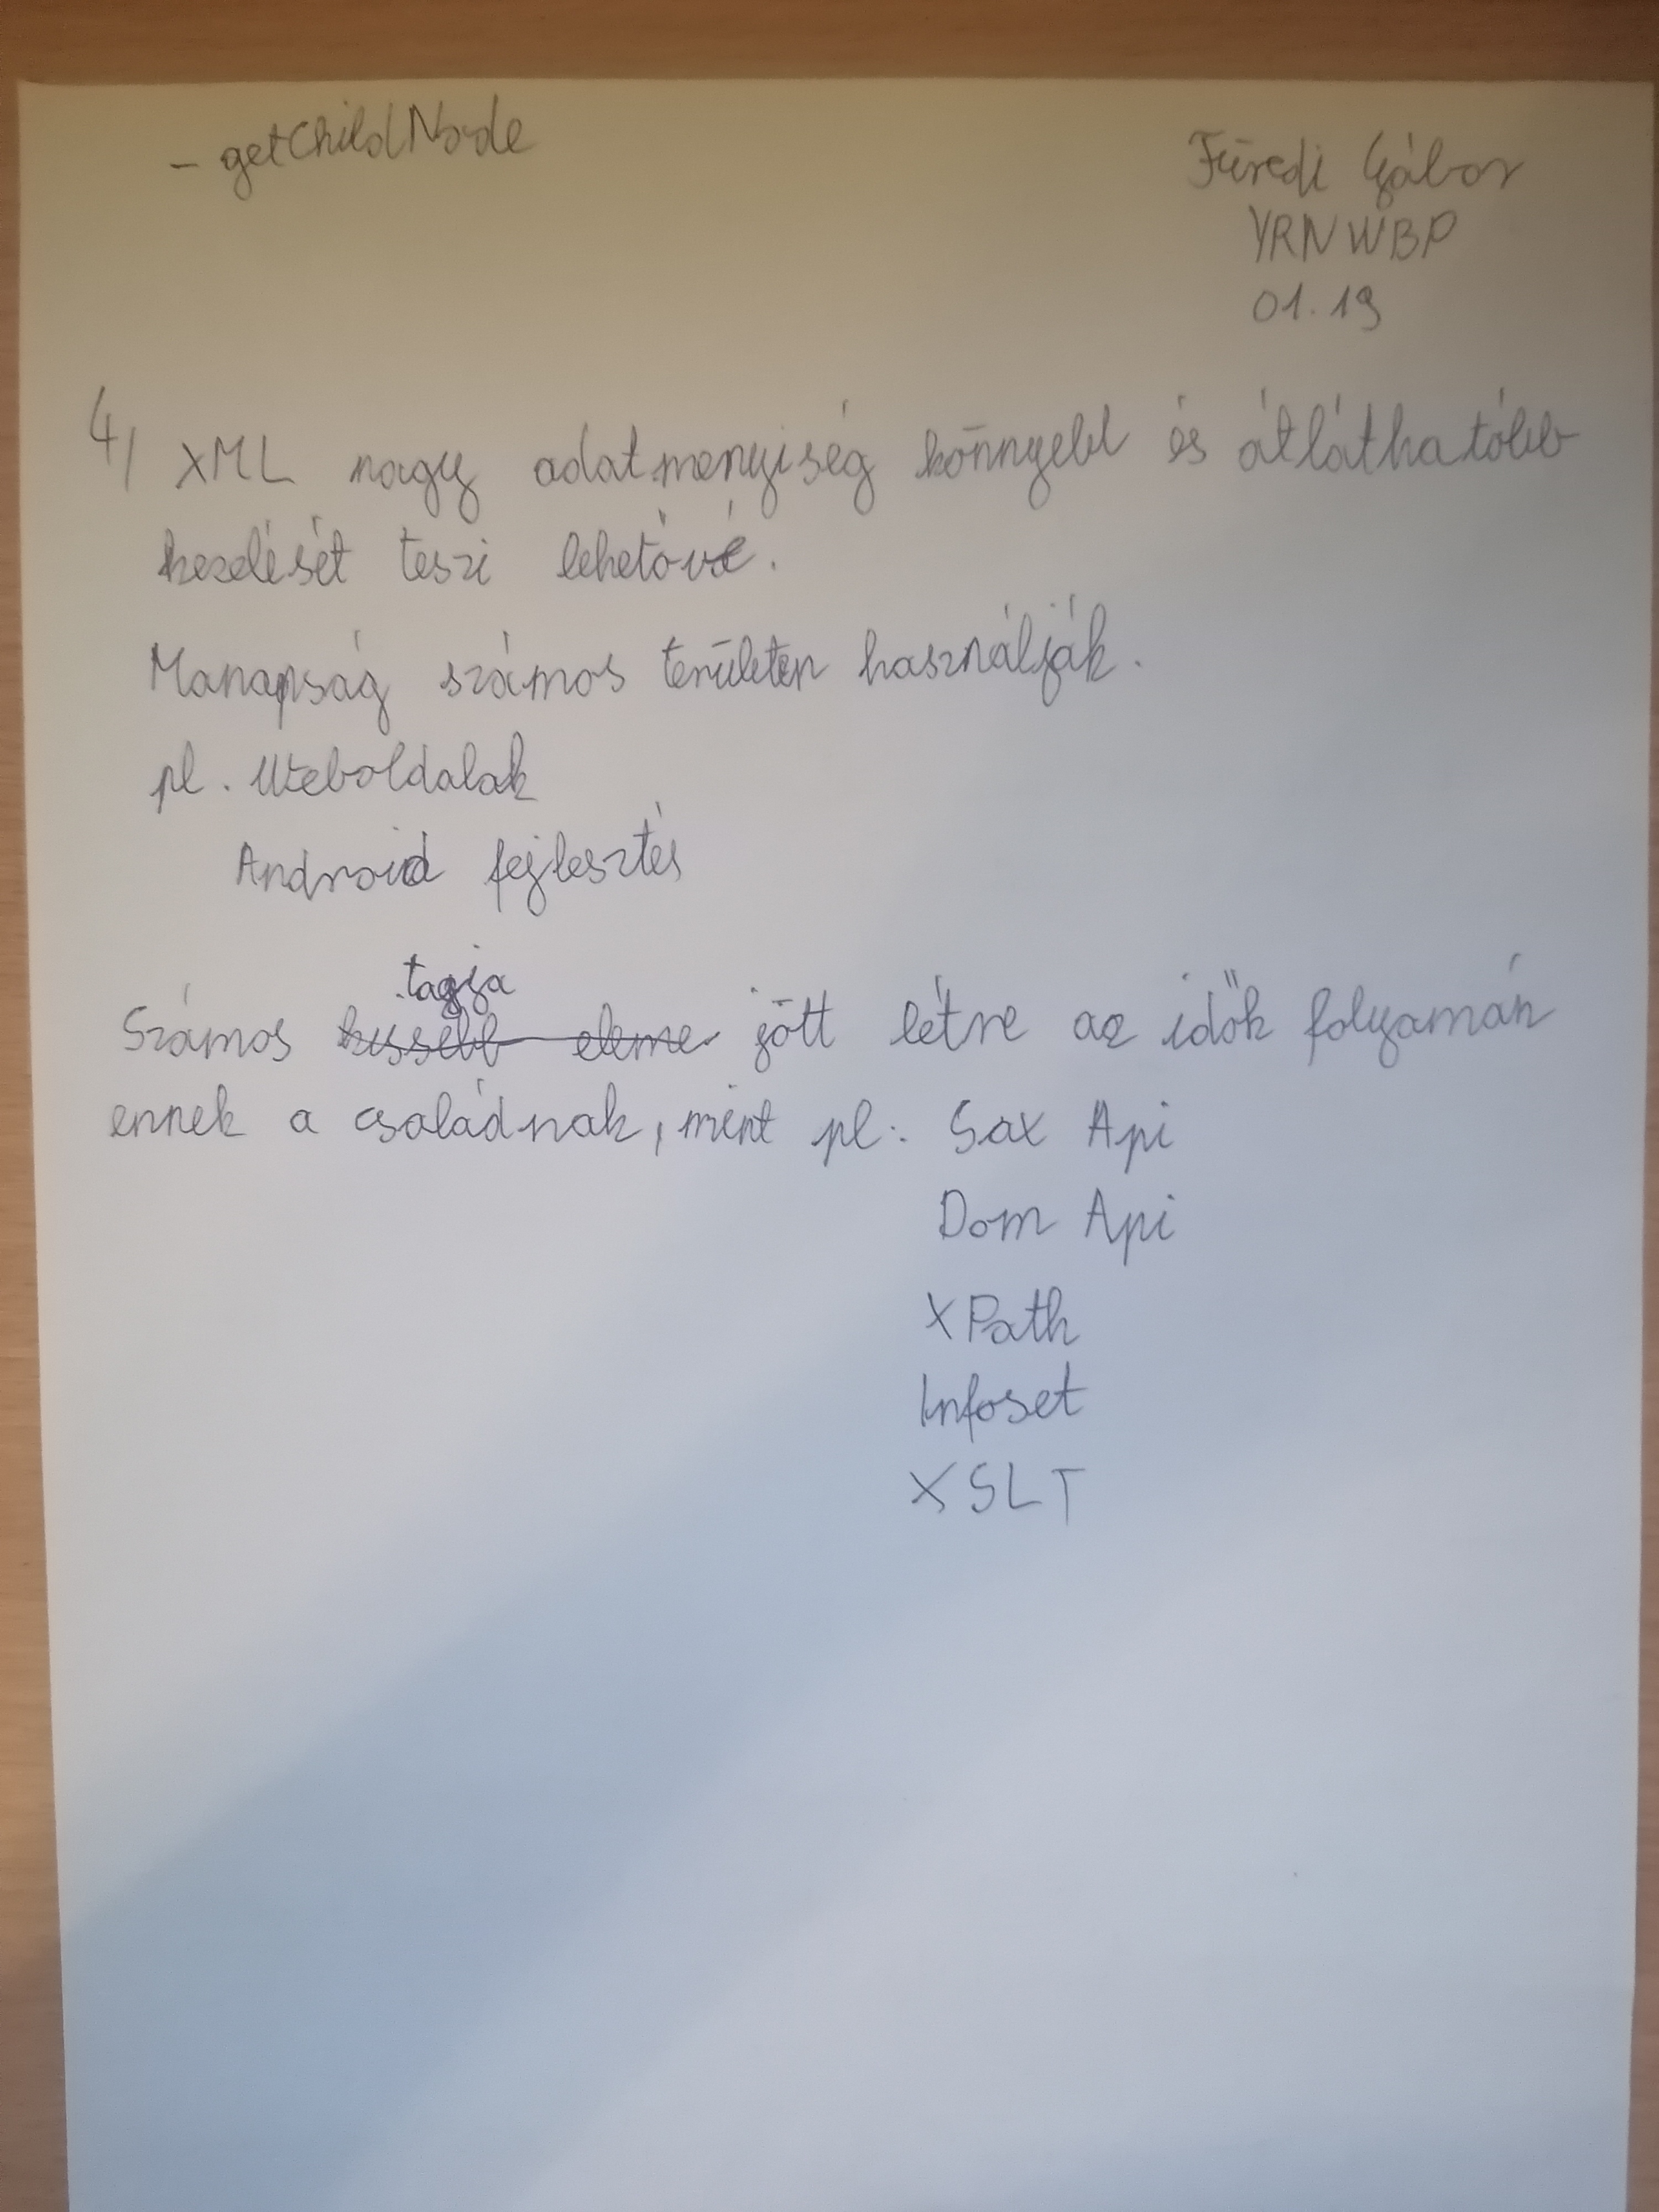 - getChildNode
Füredi Gábor
YRNWBP
01.19
4/ XML nagy adatmenyiség könnyebb és átláthatóbb
kezelését teszi lehetővé.
Manapság számos területen használják.
pl. Weboldalak
Android fejlesztés
tagja
Számos kissebb eleme jött létre az idők folyamán
ennek a családnak, mint pl: Sax Api
Dom Api
XPath
Infoset
XSLT